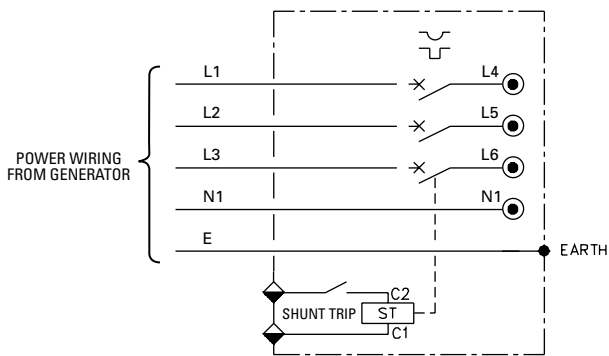 L1 L4
L2 L5
L3 L6
POWER WIRING
FROM GENERATOR
N1 N1
E EARTH
C2
SHUNT TRIP ST
C1